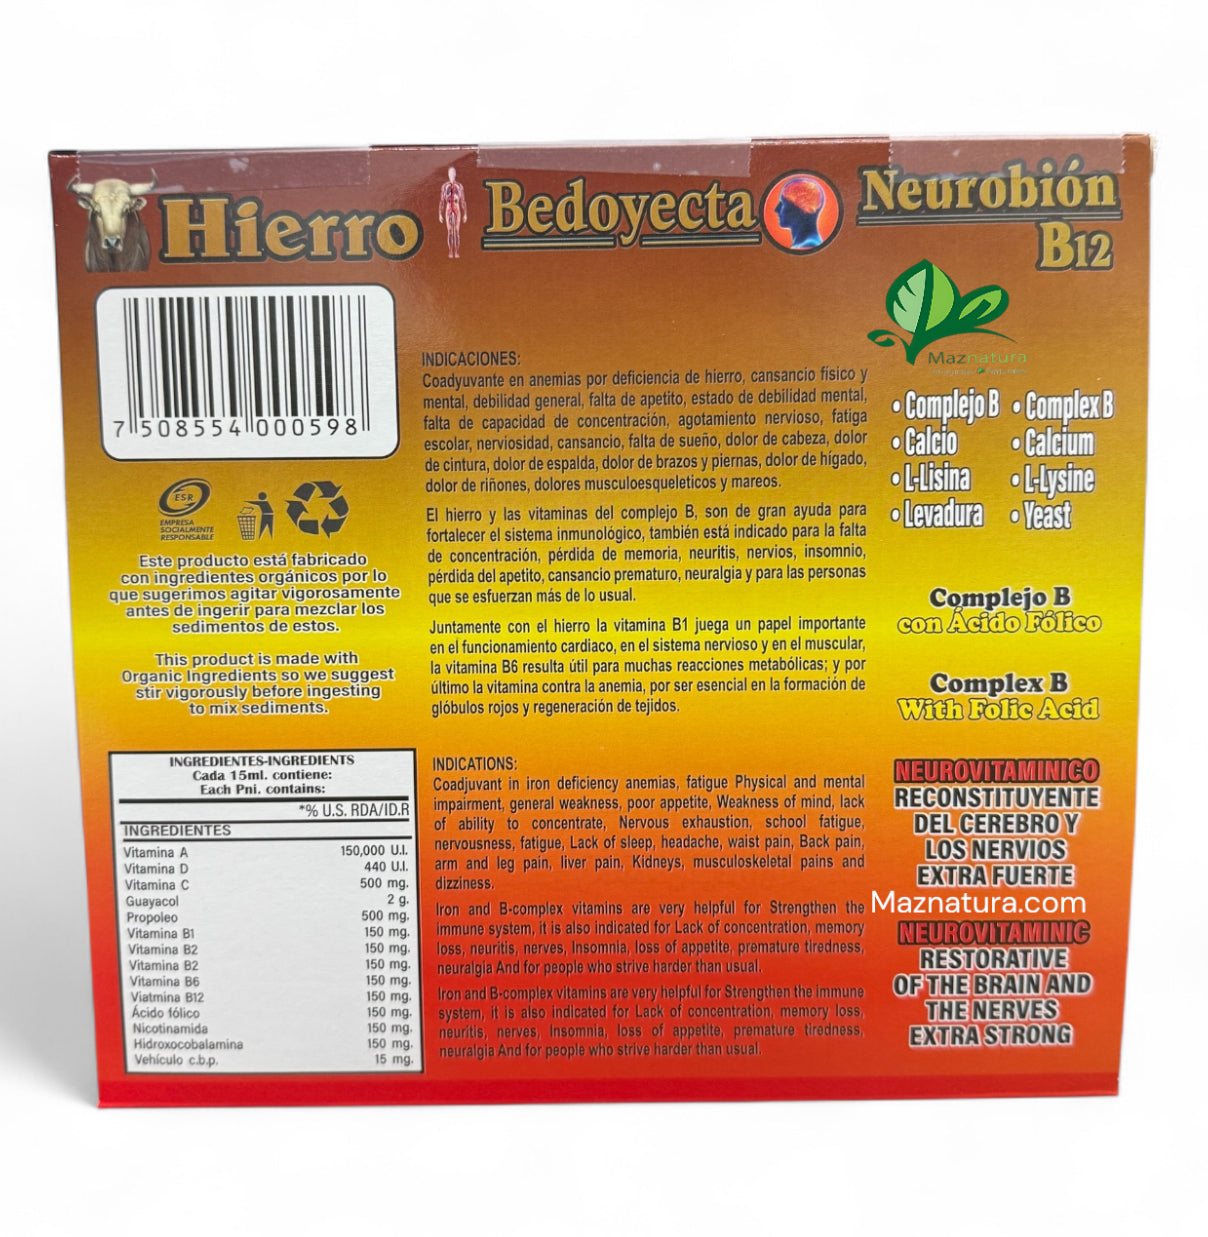 Hierro
Bedoyecta
Neurobión
B12
7 508554 000598
ESR
EMPRESA
SOCIALMENTE
RESPONSABLE
Este producto está fabricado
con ingredientes orgánicos por lo
que sugerimos agitar vigorosamente
antes de ingerir para mezclar los
sedimentos de estos.
This product is made with
Organic Ingredients so we suggest
stir vigorously before ingesting
to mix sediments.
INGREDIENTES-INGREDIENTS
Cada 15ml. contiene:
Each Pni. contains:
*% U.S. RDA/ID.R
INGREDIENTES
Vitamina A 150,000 U.I.
Vitamina D 440 U.I.
Vitamina C 500 mg.
Guayacol 2 g.
Propoleo 500 mg.
Vitamina B1 150 mg.
Vitamina B2 150 mg.
Vitamina B2 150 mg.
Vitamina B6 150 mg.
Viatmina B12 150 mg.
Ácido fólico 150 mg.
Nicotinamida 150 mg.
Hidroxocobalamina 150 mg.
Vehículo c.b.p. 15 mg.
INDICACIONES:
Coadyuvante en anemias por deficiencia de hierro, cansancio físico y
mental, debilidad general, falta de apetito, estado de debilidad mental,
falta de capacidad de concentración, agotamiento nervioso, fatiga
escolar, nerviosidad, cansancio, falta de sueño, dolor de cabeza, dolor
de cintura, dolor de espalda, dolor de brazos y piernas, dolor de hígado,
dolor de riñones, dolores musculoesqueleticos y mareos.
El hierro y las vitaminas del complejo B, son de gran ayuda para
fortalecer el sistema inmunológico, también está indicado para la falta
de concentración, pérdida de memoria, neuritis, nervios, insomnio,
pérdida del apetito, cansancio prematuro, neuralgia y para las personas
que se esfuerzan más de lo usual.
Juntamente con el hierro la vitamina B1 juega un papel importante
en el funcionamiento cardiaco, en el sistema nervioso y en el muscular,
la vitamina B6 resulta útil para muchas reacciones metabólicas; y por
último la vitamina contra la anemia, por ser esencial en la formación de
glóbulos rojos y regeneración de tejidos.
INDICATIONS:
Coadjuvant in iron deficiency anemias, fatigue Physical and mental
impairment, general weakness, poor appetite, Weakness of mind, lack
of ability to concentrate, Nervous exhaustion, school fatigue,
nervousness, fatigue, Lack of sleep, headache, waist pain, Back pain,
arm and leg pain, liver pain, Kidneys, musculoskeletal pains and
dizziness.
Iron and B-complex vitamins are very helpful for Strengthen the
immune system, it is also indicated for Lack of concentration, memory
loss, neuritis, nerves, Insomnia, loss of appetite, premature tiredness,
neuralgia And for people who strive harder than usual.
Iron and B-complex vitamins are very helpful for Strengthen the immune
system, it is also indicated for Lack of concentration, memory loss,
neuritis, nerves, Insomnia, loss of appetite, premature tiredness,
neuralgia And for people who strive harder than usual.
Maznatura
• Complejo B • Complex B
• Calcio • Calcium
• L-Lisina • L-Lysine
• Levadura • Yeast
Complejo B
con Ácido Fólico
Complex B
With Folic Acid
NEUROVITAMINICO
RECONSTITUYENTE
DEL CEREBRO Y
LOS NERVIOS
EXTRA FUERTE
Maznatura.com
NEUROVITAMINIC
RESTORATIVE
OF THE BRAIN AND
THE NERVES
EXTRA STRONG